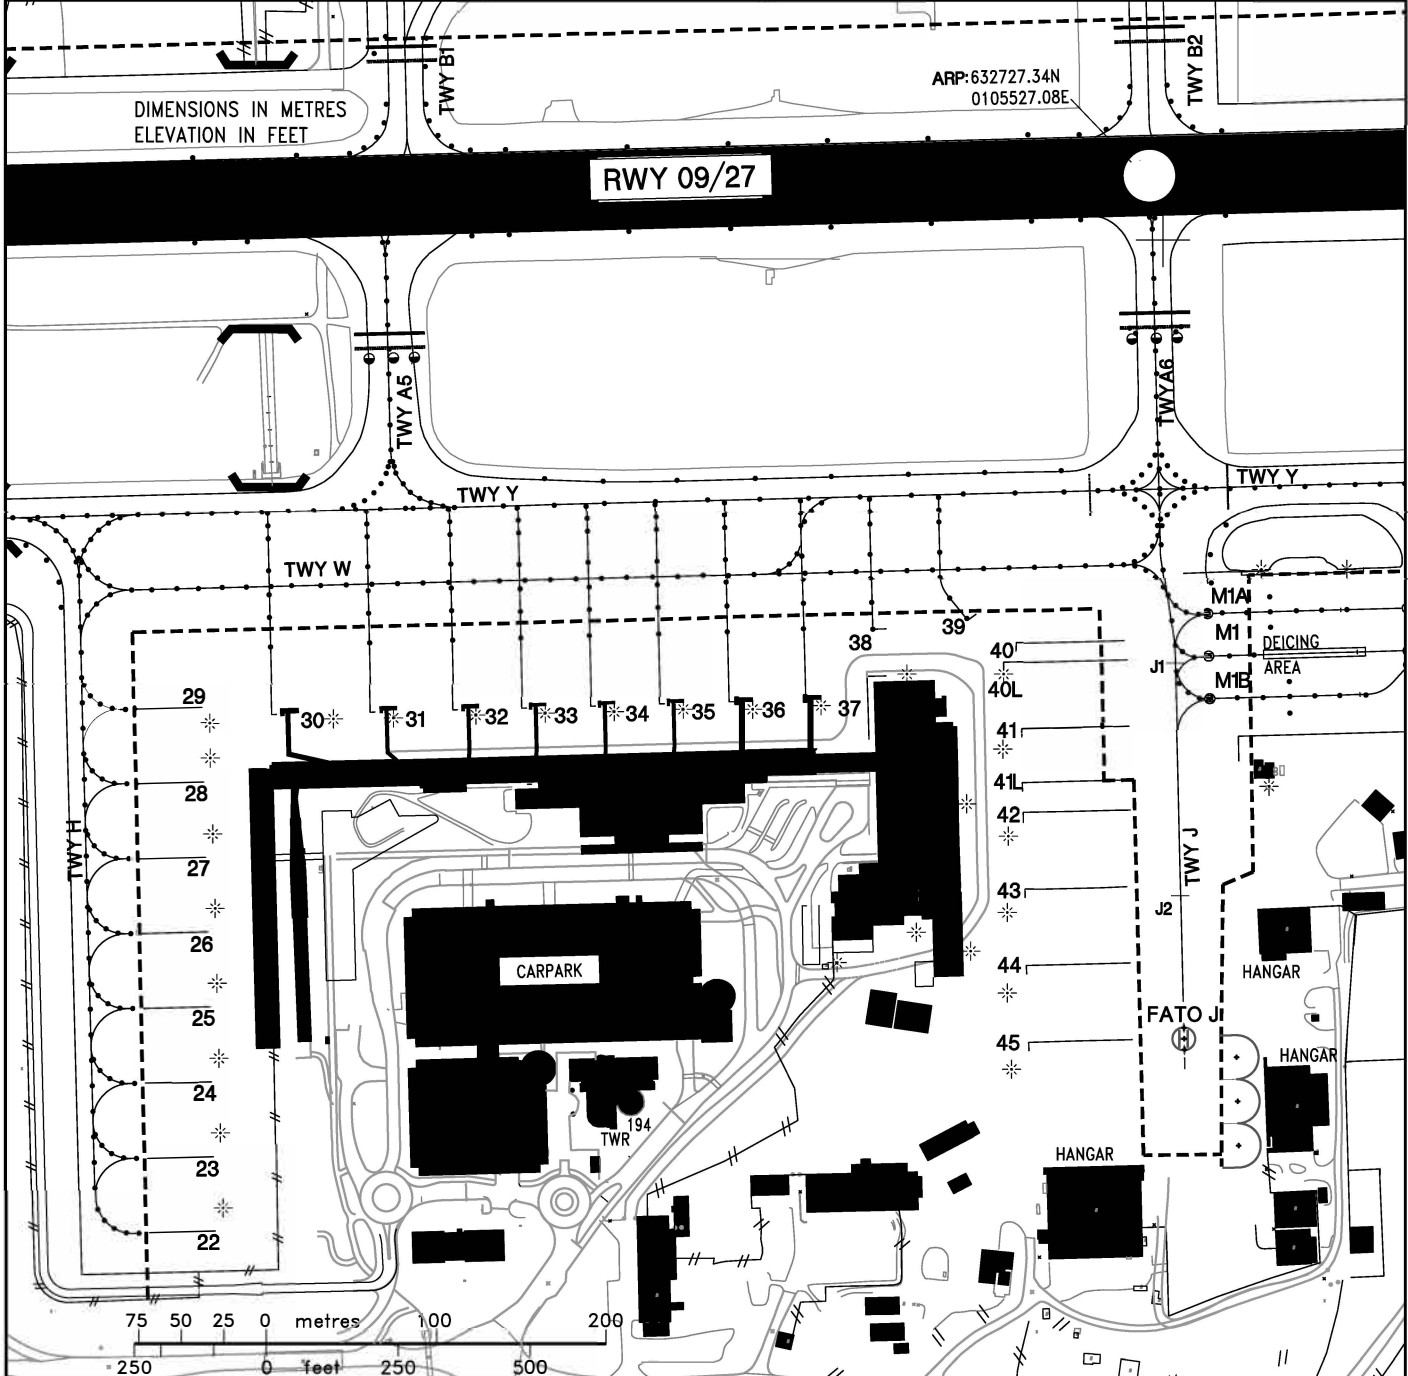 TWY B1
TWY B2
ARP:632727.34N
0105527.08E
DIMENSIONS IN METRES
ELEVATION IN FEET
RWY 09/27
TWY A5
TWYA6
TWY Y
TWY Y
TWY W
M1A
M1
DEICING
AREA
M1B
J1
38
39
40
40L
29
30
31
32
33
34
35
36
37
41
41L
28
42
TWY H
TWY J
27
43
J2
26
44
CARPARK
HANGAR
25
FATO J
45
HANGAR
24
194
TWR
23
HANGAR
22
75 50 25 0 metres 100 200
250 0 feet 250 500